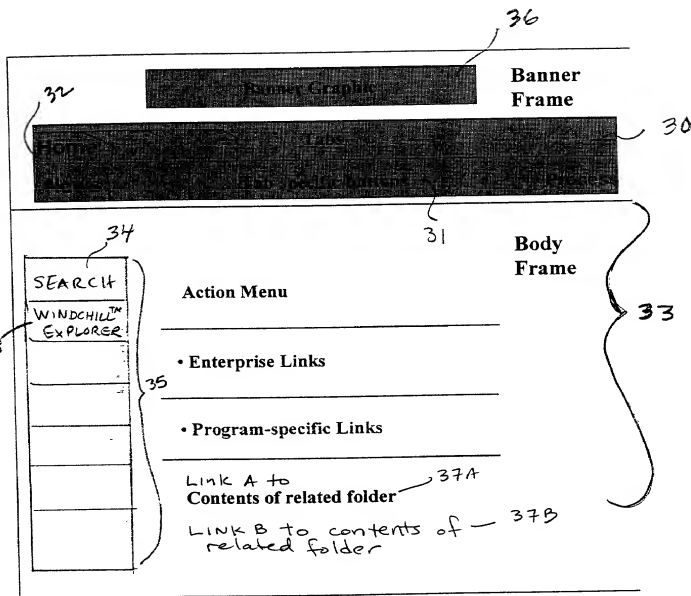 36
Banner Graphic
Banner
Frame
32
30
Home
Tabs
31
33
34
Body
Frame
SEARCH
WINDCHILL™
EXPLORER
35
Action Menu
• Enterprise Links
• Program-specific Links
Link A to
Contents of related folder
37A
LINK B to contents of
related folder
37B